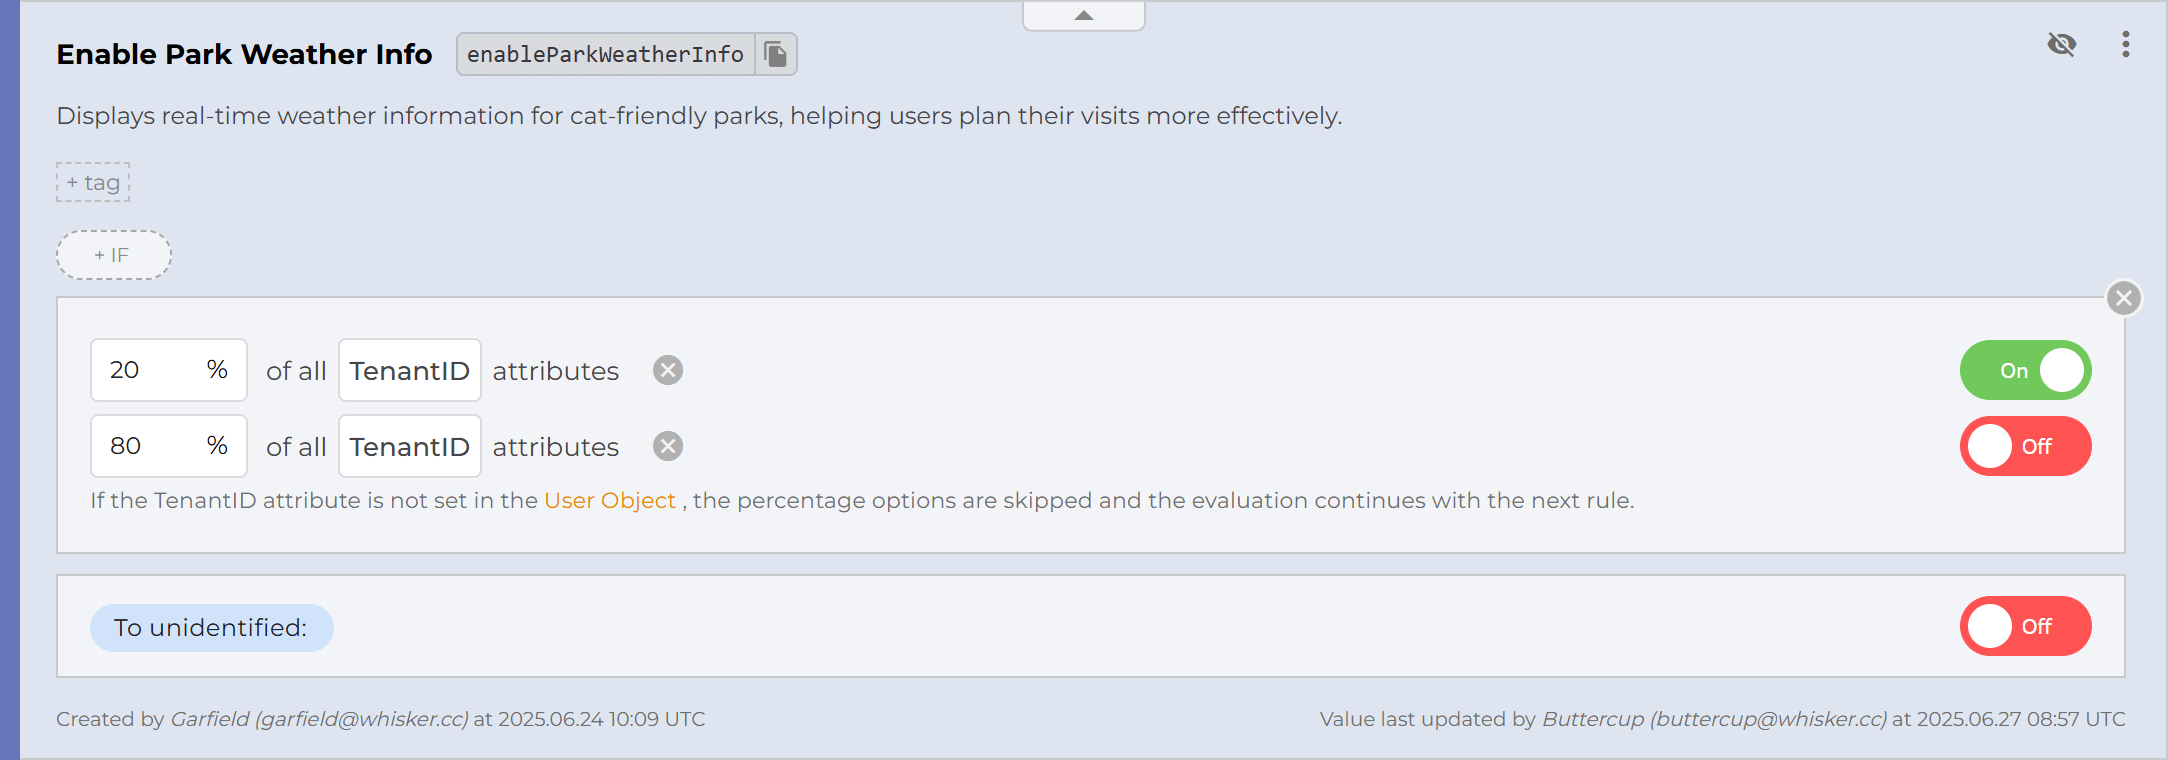 Enable Park Weather Info enableParkWeatherInfo
Displays real-time weather information for cat-friendly parks, helping users plan their visits more effectively.
+ tag
+ IF
20 % of all TenantID attributes On
80 % of all TenantID attributes Off
If the TenantID attribute is not set in the User Object , the percentage options are skipped and the evaluation continues with the next rule.
To unidentified: Off
Created by Garfield (garfield@whisker.cc) at 2025.06.24 10:09 UTC Value last updated by Buttercup (buttercup@whisker.cc) at 2025.06.27 08:57 UTC